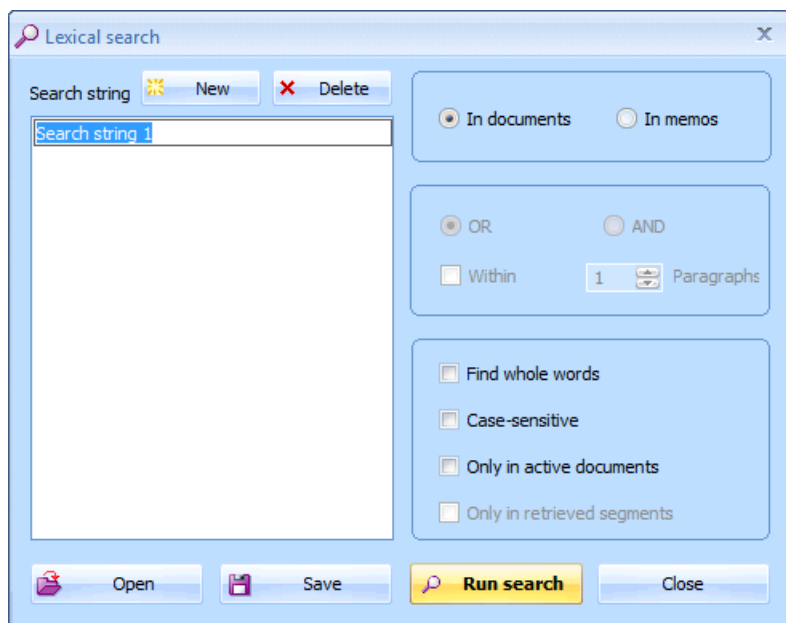 Lexical search
Search string
New
Delete
Search string 1
In documents
In memos
OR
AND
Within
1
Paragraphs
Find whole words
Case-sensitive
Only in active documents
Only in retrieved segments
Open
Save
Run search
Close